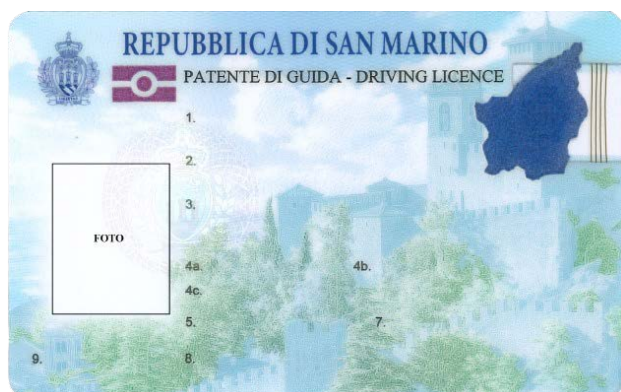 REPUBBLICA DI SAN MARINO
PATENTE DI GUIDA - DRIVING LICENCE
1.
2.
3.
FOTO
4a. 4b.
4c.
5. 7.
9. 8.